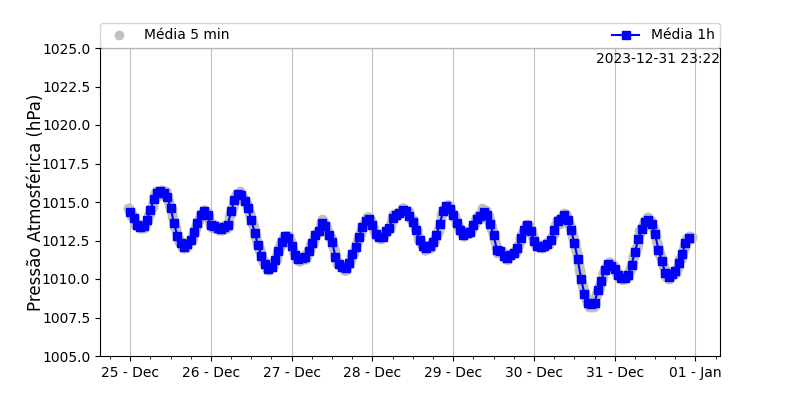 Média 5 min
Média 1h
2023-12-31 23:22
Pressão Atmosférica (hPa)
1025.0
1022.5
1020.0
1017.5
1015.0
1012.5
1010.0
1007.5
1005.0
25 - Dec
26 - Dec
27 - Dec
28 - Dec
29 - Dec
30 - Dec
31 - Dec
01 - Jan